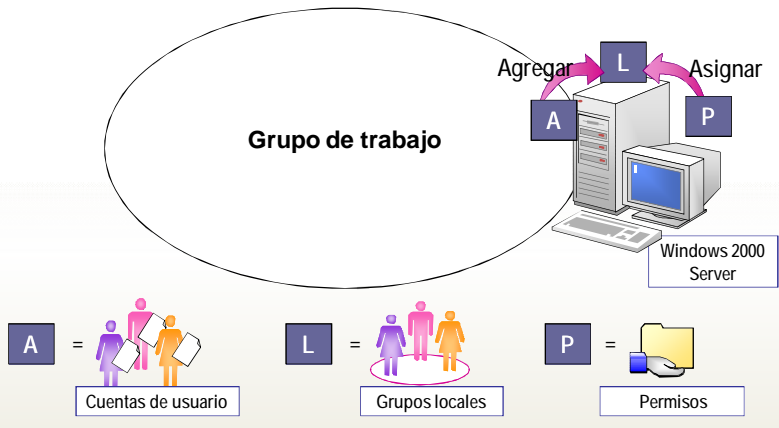 Agregar
L
Asignar
A
P
Grupo de trabajo
Windows 2000
Server
A
=
L
=
P
=
Cuentas de usuario
Grupos locales
Permisos